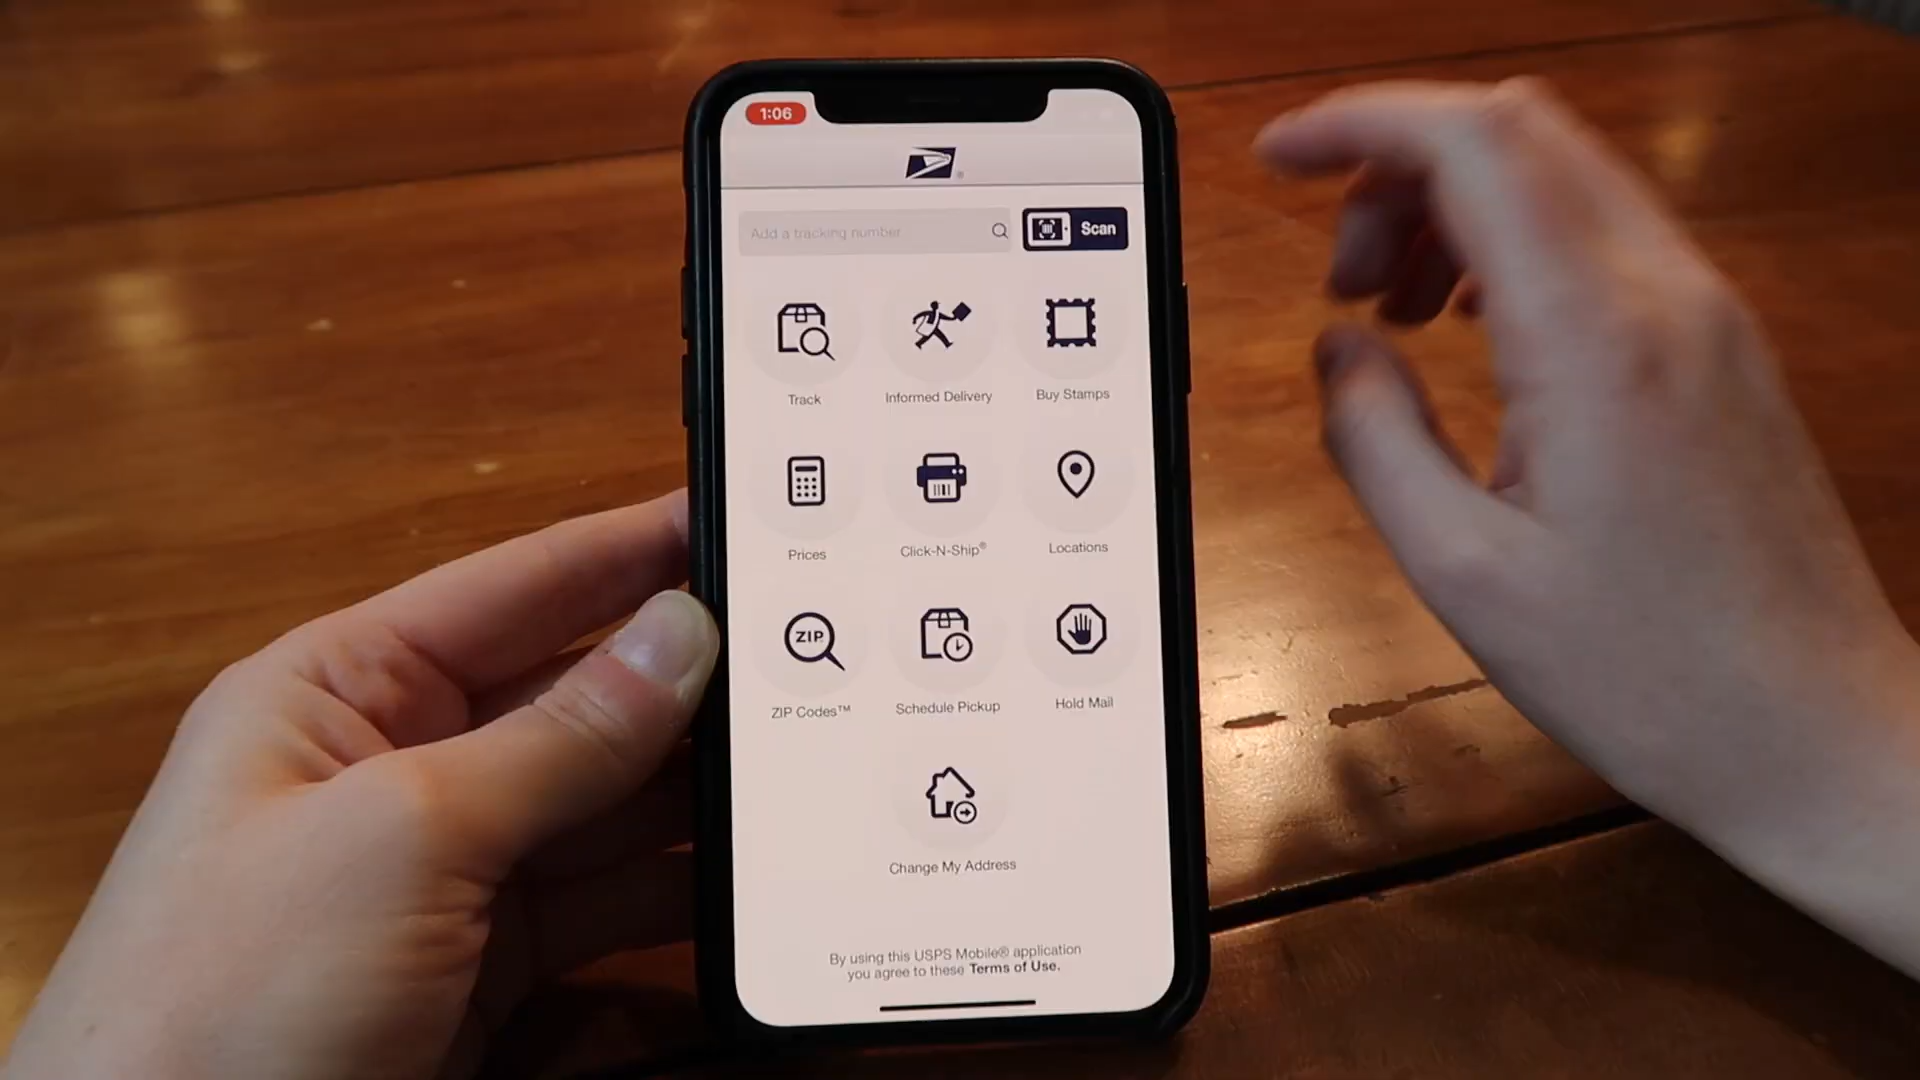 1:06
Add a tracking number
Scan
Track
Informed Delivery
Buy Stamps
Prices
Click-N-Ship®
Locations
ZIP
ZIP Codes™
Schedule Pickup
Hold Mail
Change My Address
By using this USPS Mobile® application
you agree to these Terms of Use.